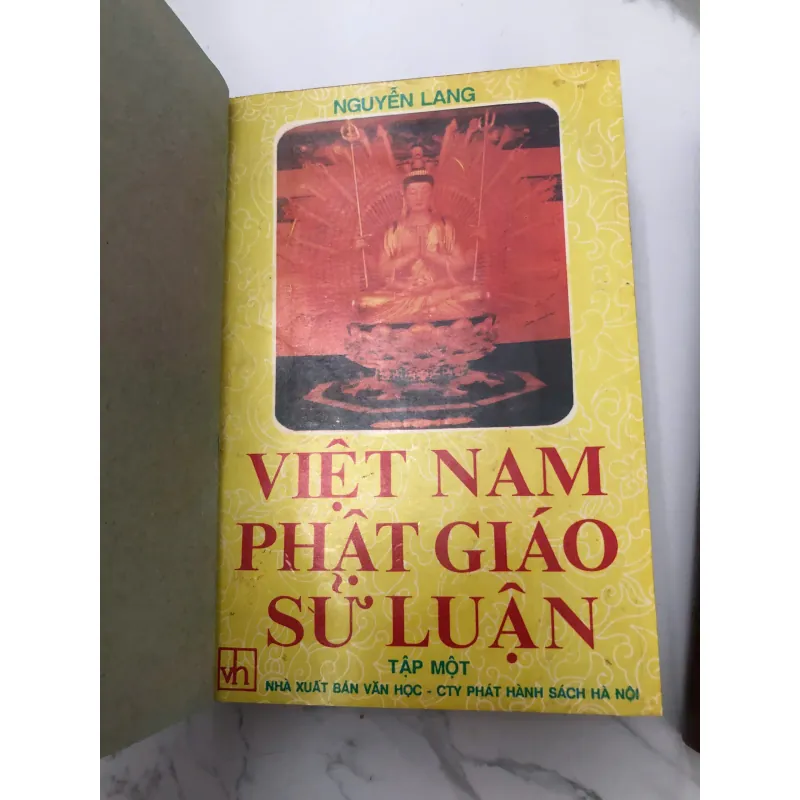 NGUYỄN LANG
VIỆT NAM
PHẬT GIÁO
SỬ LUẬN
TẬP MỘT
vh
NHÀ XUẤT BẢN VĂN HỌC - CTY PHÁT HÀNH SÁCH HÀ NỘI